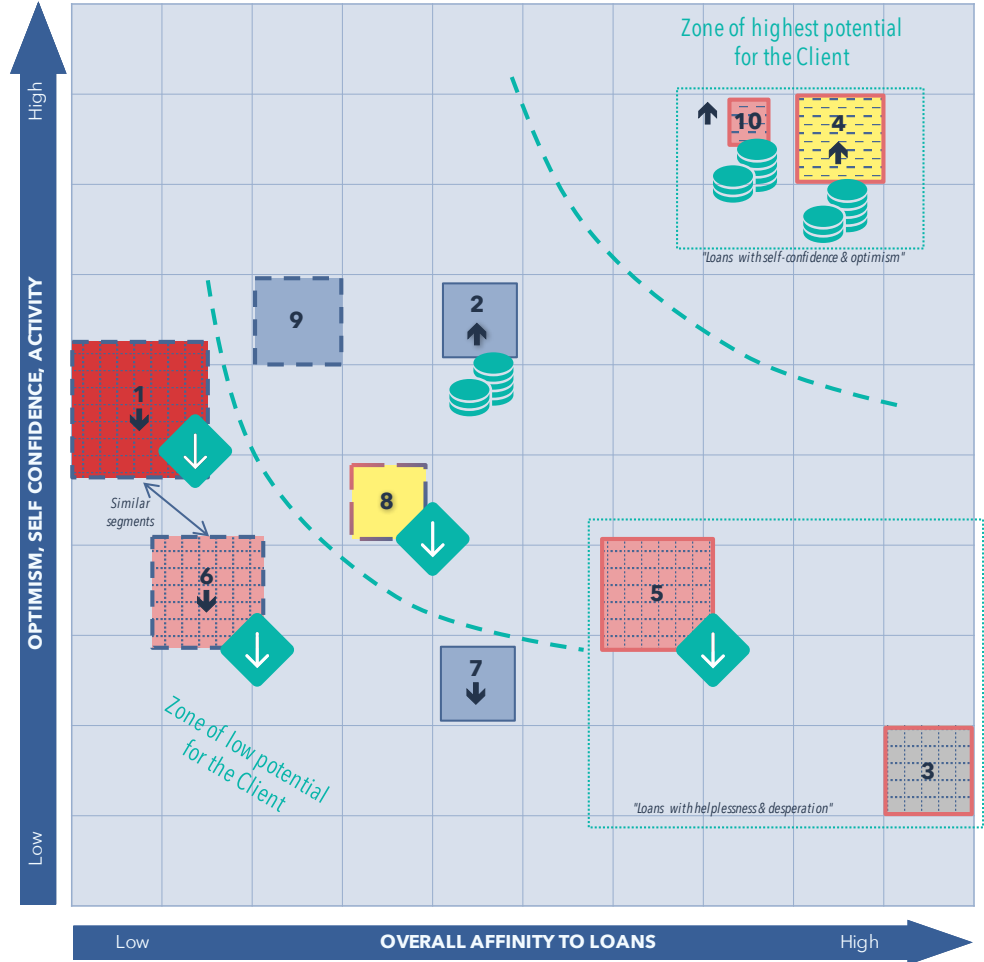 Zone of highest potential
for the Client
High
10
4
"Loans with self-confidence & optimism"
9
2
1
Similar
segments
8
6
5
7
Zone of low potential
for the Client
3
"Loans with helplessness & desperation"
OPTIMISM, SELF CONFIDENCE, ACTIVITY
Low
Low
OVERALL AFFINITY TO LOANS
High